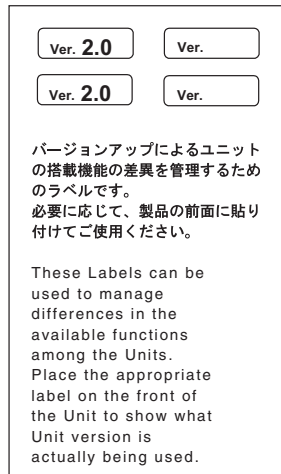 Ver. 2.0 Ver.
Ver. 2.0 Ver.
バージョンアップによるユニット
の搭載機能の差異を管理するため
のラベルです。
必要に応じて、製品の前面に貼り
付けてご使用ください。
These Labels can be
used to manage
differences in the
available functions
among the Units.
Place the appropriate
label on the front of
the Unit to show what
Unit version is
actually being used.